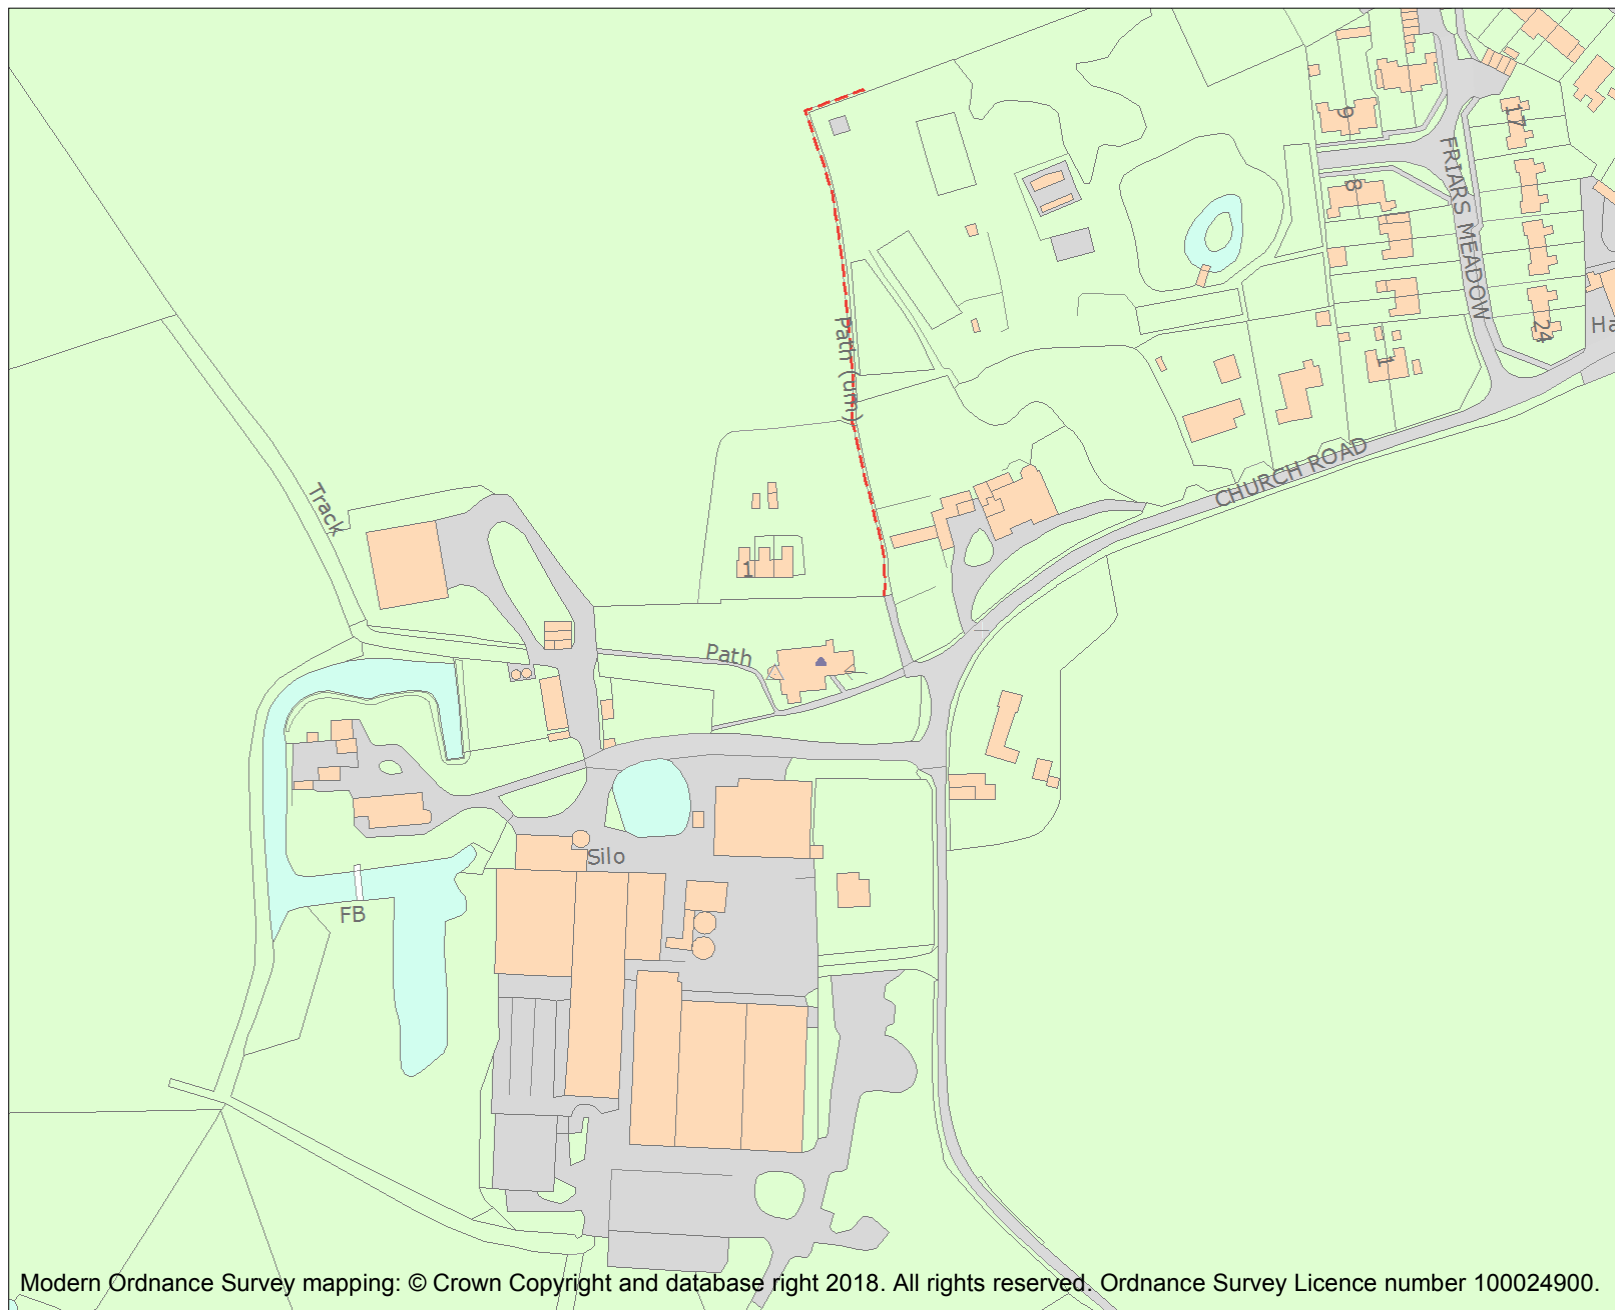 9
17
8
FRIARS MEADOW
24
Ha
1
Path (um)
CHURCH ROAD
Track
1
Path
Silo
FB
Modern Ordnance Survey mapping: © Crown Copyright and database right 2018. All rights reserved. Ordnance Survey Licence number 100024900.